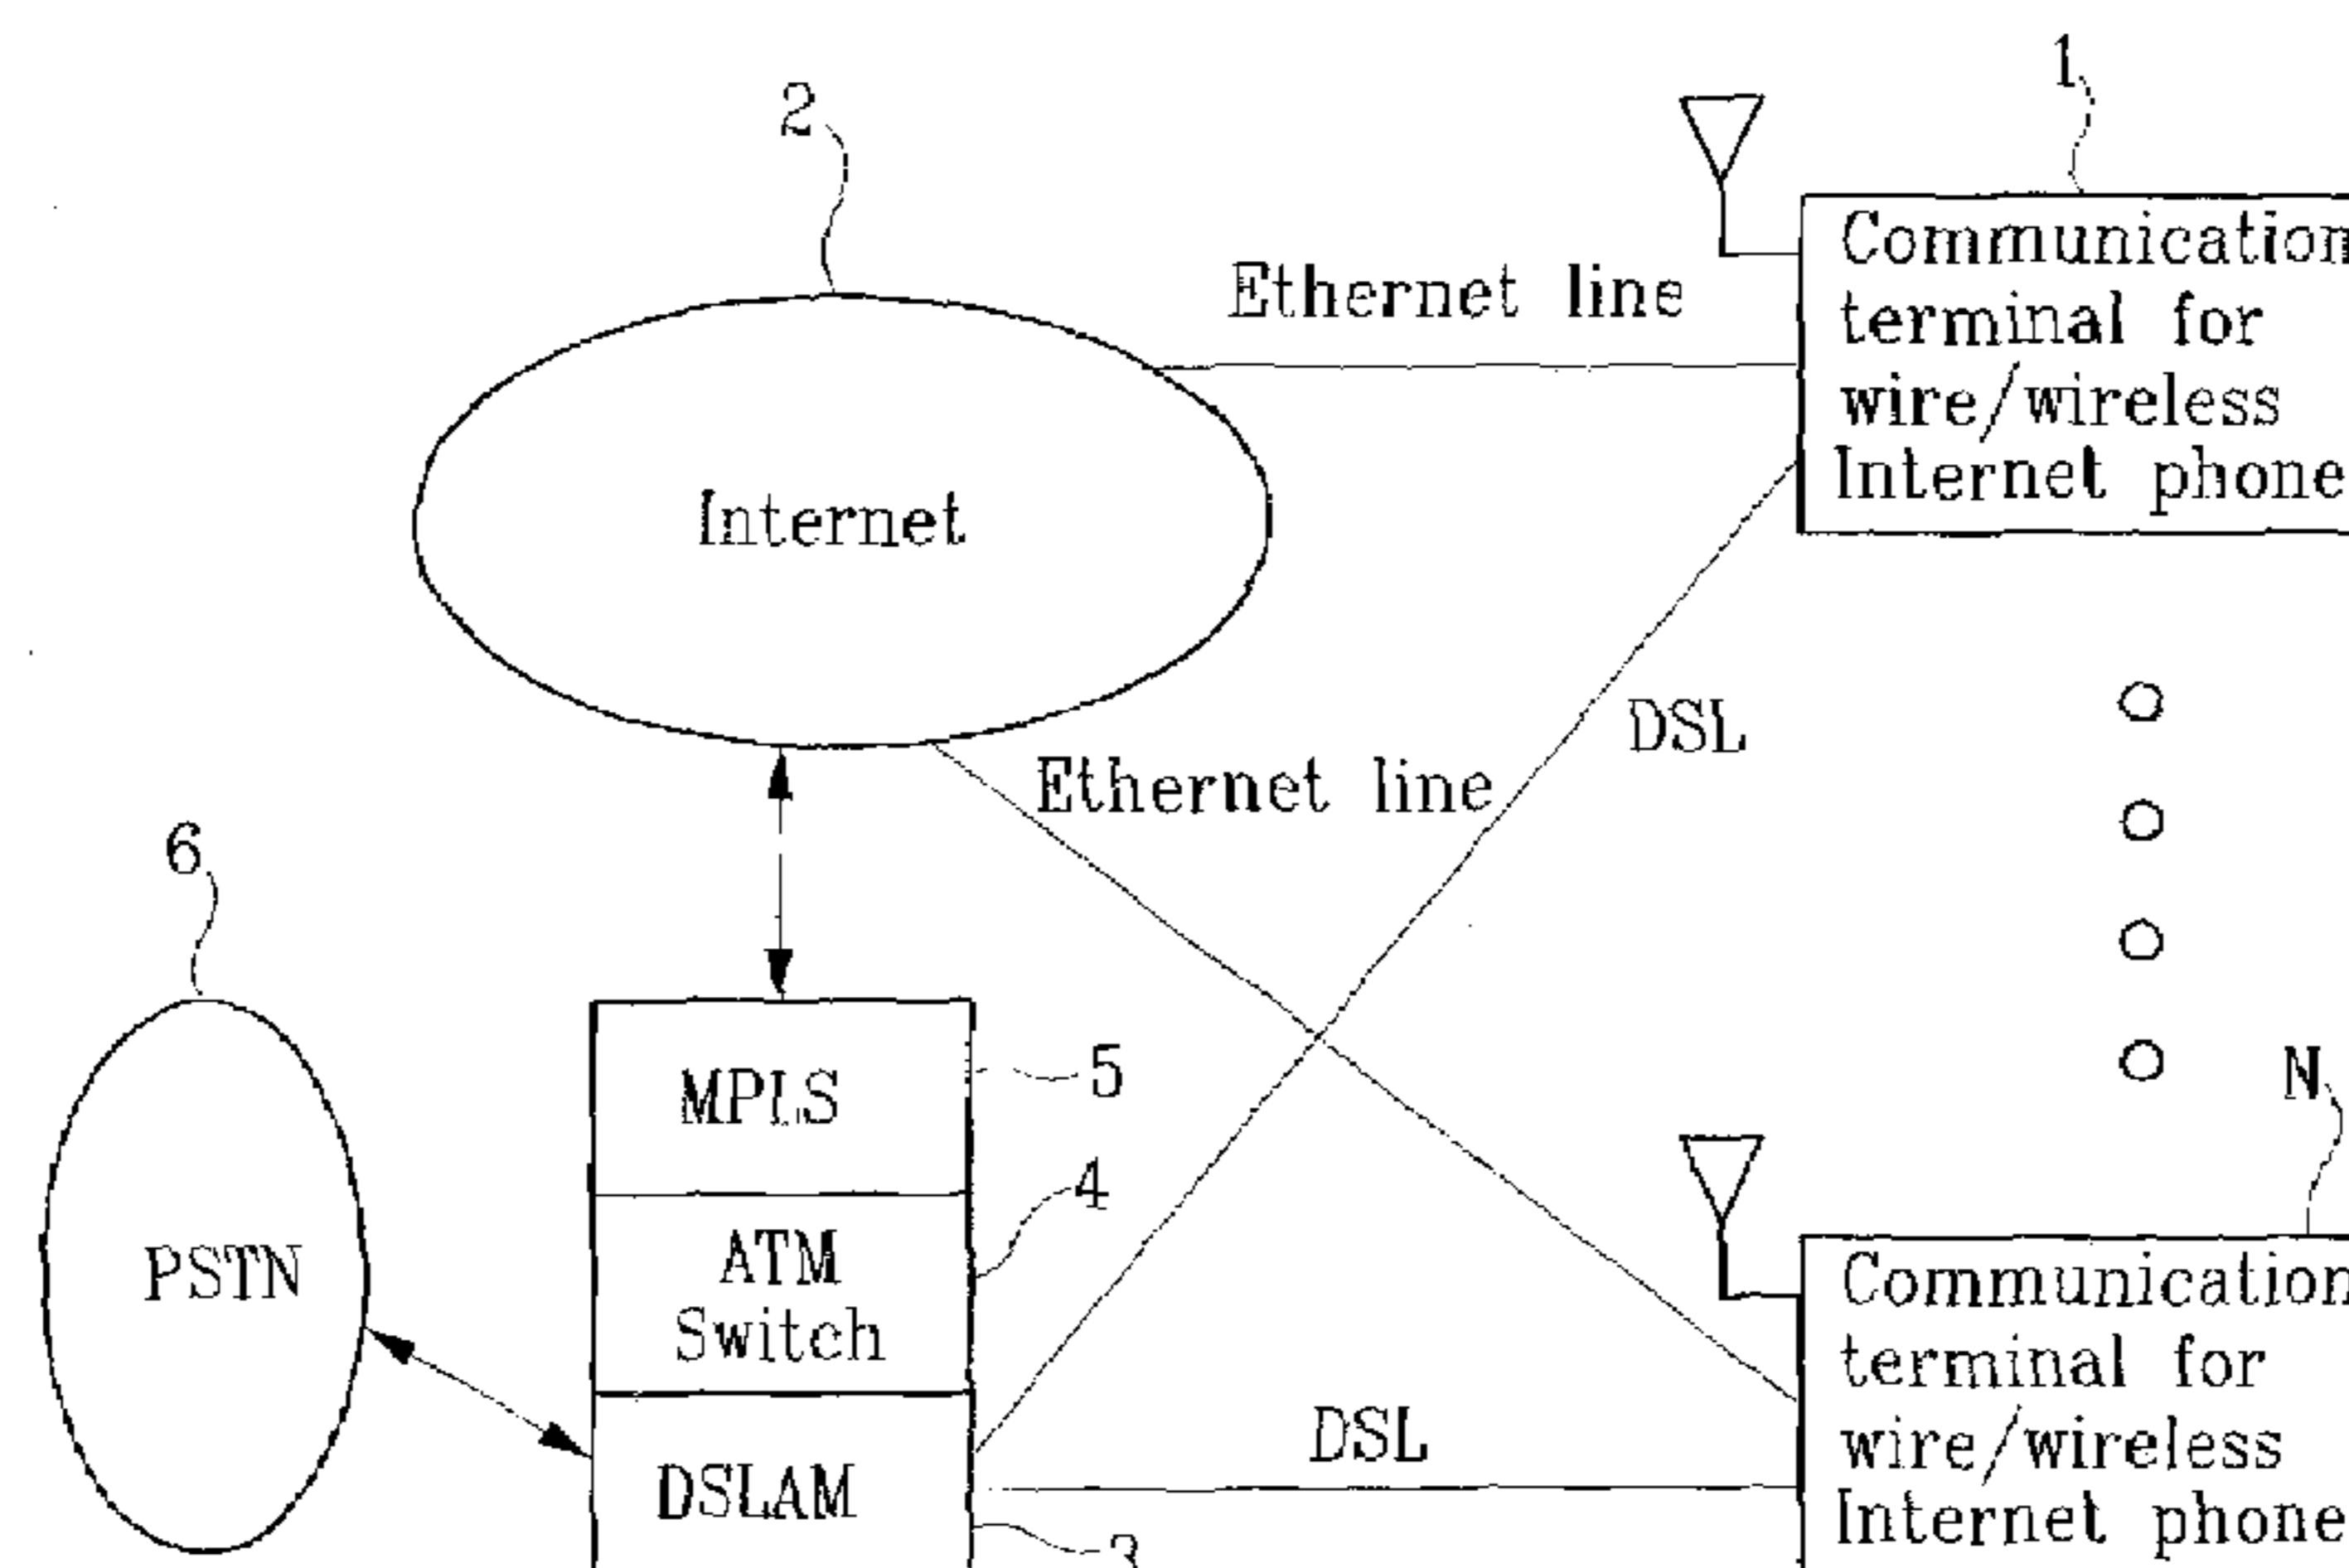 1
2
Communication
terminal for
wire/wireless
Internet phone
Ethernet line
Internet
DSL
Ethernet line
6
MPLS
5
N
4
ATM
Switch
PSTN
Communication
terminal for
wire/wireless
Internet phone
DSL
DSLAM
3